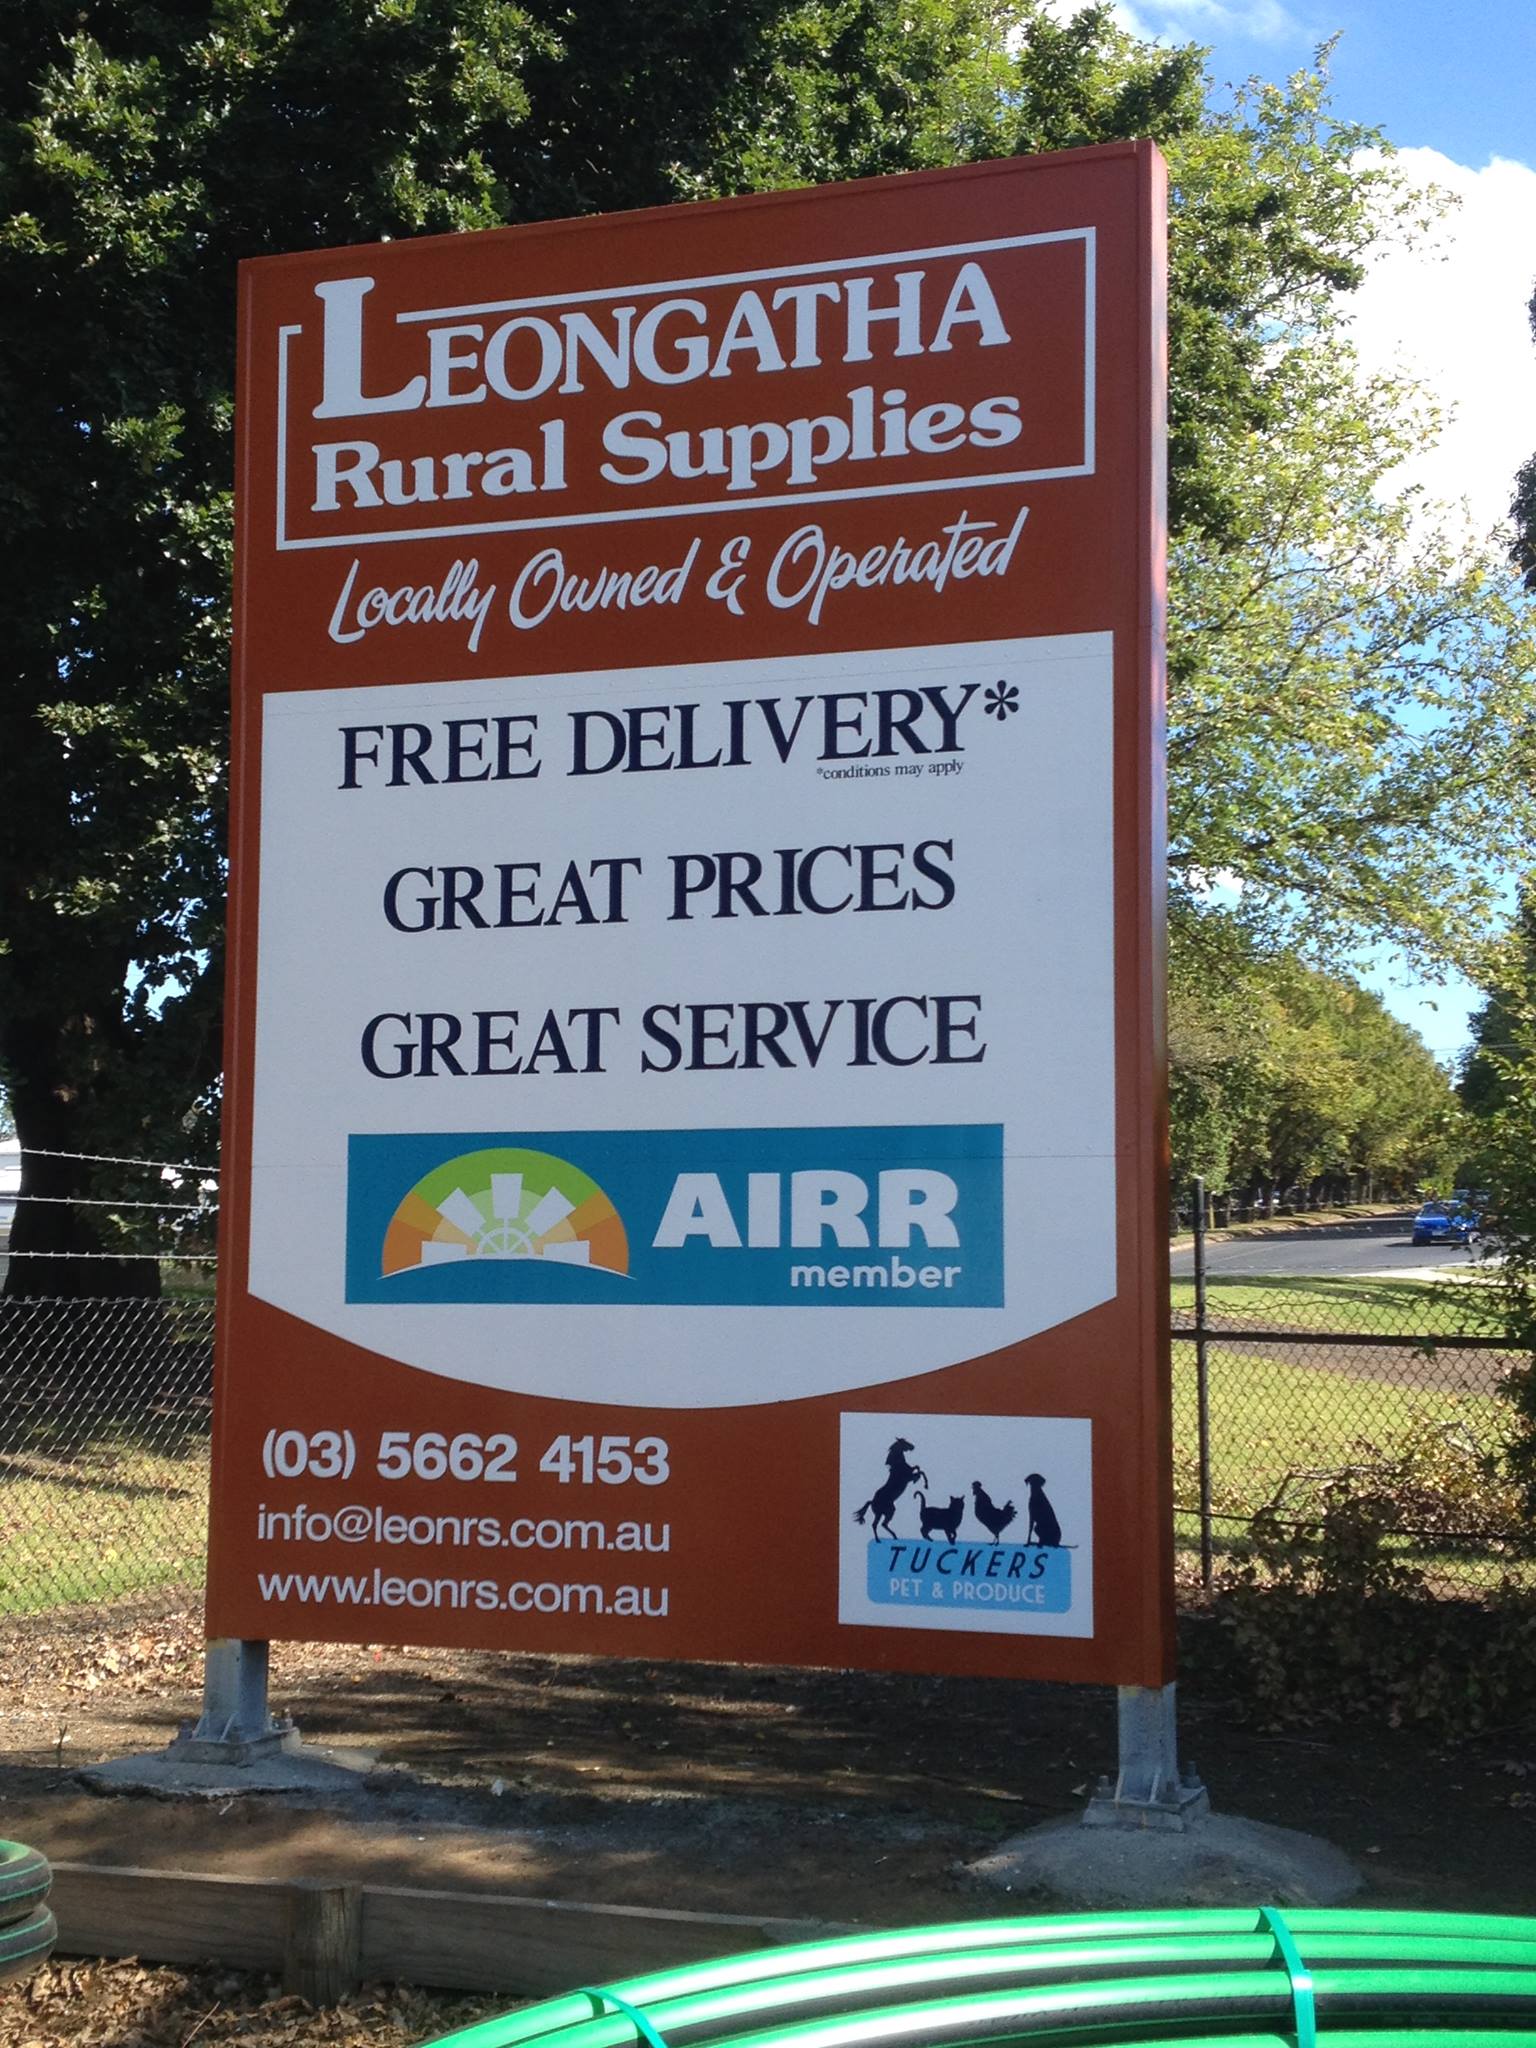 LEONGATHA
Rural Supplies
Locally Owned & Operated
FREE DELIVERY*
*conditions may apply
GREAT PRICES
GREAT SERVICE
AIRR
member
(03) 5662 4153
info@leonrs.com.au
www.leonrs.com.au
TUCKERS
PET & PRODUCE